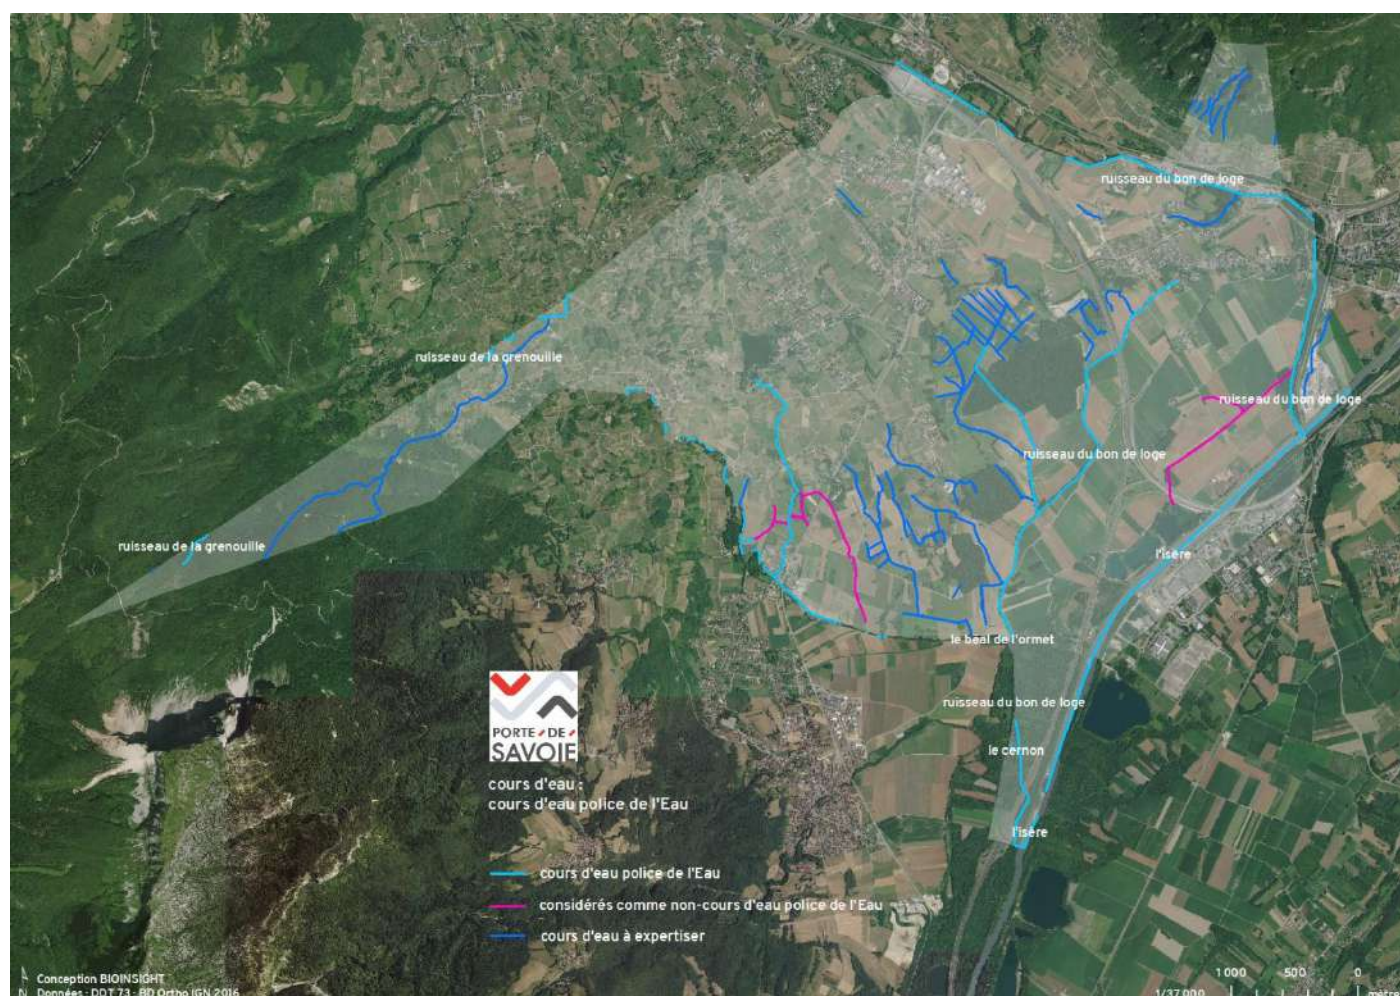 ruisseau du bon de loge
ruisseau de la grenouille
ruisseau du bon de loge
ruisseau du bon de loge
ruisseau de la grenouille
l'isère
le béal de l'ormet
ruisseau du bon de loge
le cernon
l'isère
PORTE DE
SAVOIE
cours d'eau :
cours d'eau police de l'Eau
cours d'eau police de l'Eau
considérés comme non-cours d'eau police de l'Eau
cours d'eau à expertiser
Conception BIOINSIGHT
N Données : DDT 73 - BD Ortho IGN 2016
1 000 500 0
1/37 000 mètres